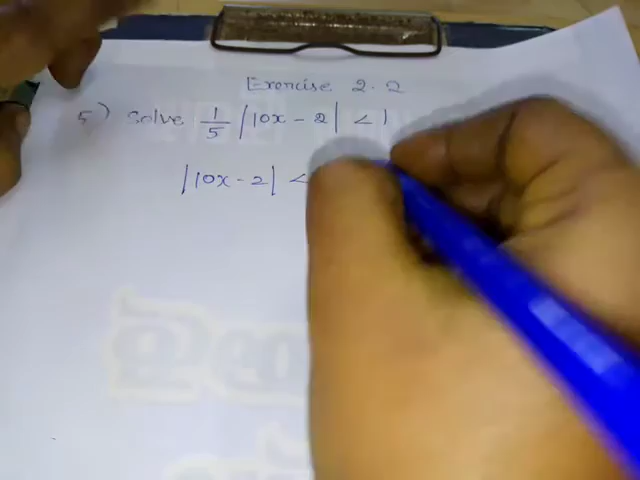 Exercise 2.2
5) Solve 1/5 |10x - 2| < 1
|10x - 2| <